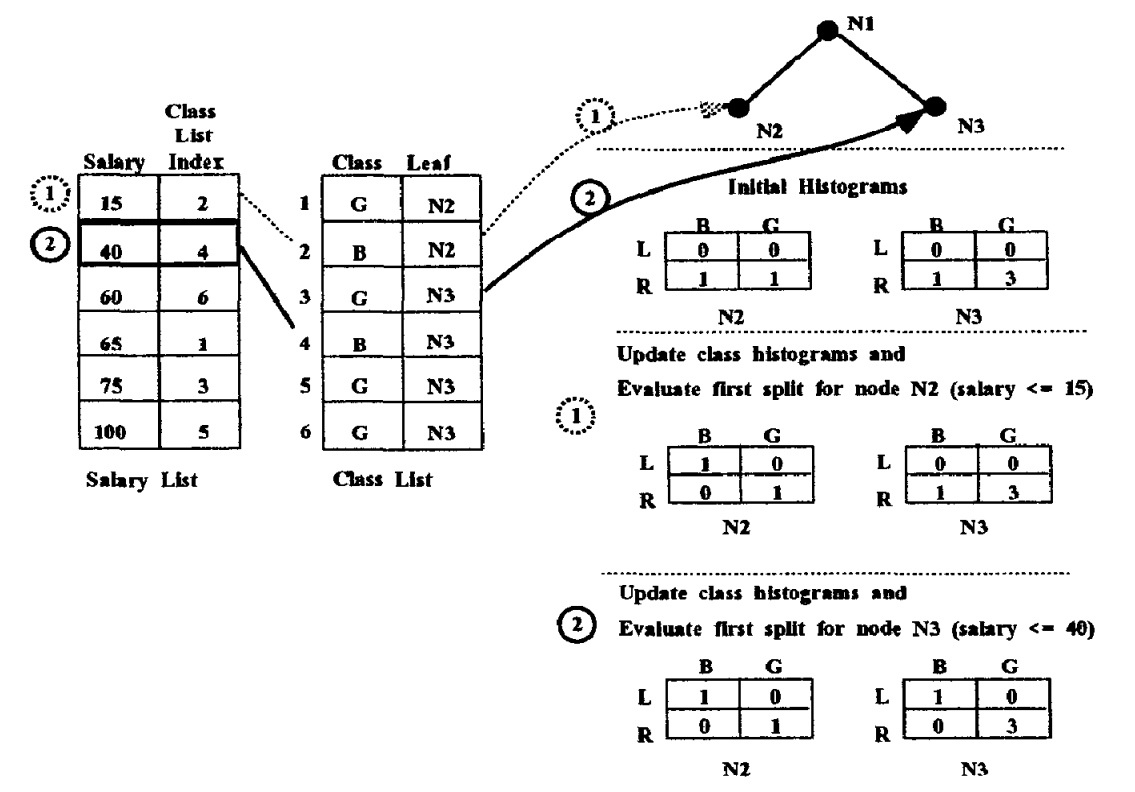 N1
1
N2
N3
Class
List
Salary Index
1 15 2
2 40 4
60 6
65 1
75 3
100 5
Salary List
Class Leaf
1 G N2
2 B N2
3 G N3
4 B N3
5 G N3
6 G N3
Class List
2
Initial Histograms
B G
L 0 0
R 1 1
N2
B G
L 0 0
R 1 3
N3
Update class histograms and
1 Evaluate first split for node N2 (salary <= 15)
B G
L 1 0
R 0 1
N2
B G
L 0 0
R 1 3
N3
Update class histograms and
2 Evaluate first split for node N3 (salary <= 40)
B G
L 1 0
R 0 1
N2
B G
L 1 0
R 0 3
N3